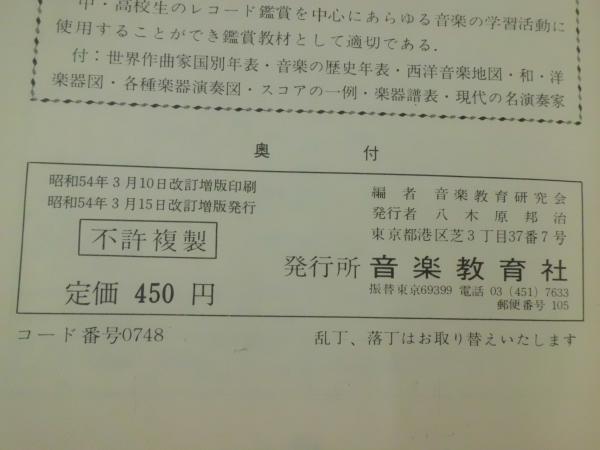 中・高校生のレコード鑑賞を中心にあらゆる音楽の学習活動に
使用することができ鑑賞教材として適切である.
付：世界作曲家国別年表・音楽の歴史年表・西洋音楽地図・和・洋
楽器図・各種楽器演奏図・スコアの一例・楽器譜表・現代の名演奏家
奥付
昭和54年3月10日改訂増版印刷
昭和54年3月15日改訂増版発行
不許複製
定価 450 円
編者 音楽教育研究会
発行者 八木原邦治
東京都港区芝3丁目37番7号
発行所 音楽教育社
振替東京69399 電話 03 (451) 7633
郵便番号 105
コード番号0748
乱丁、落丁はお取り替えいたします